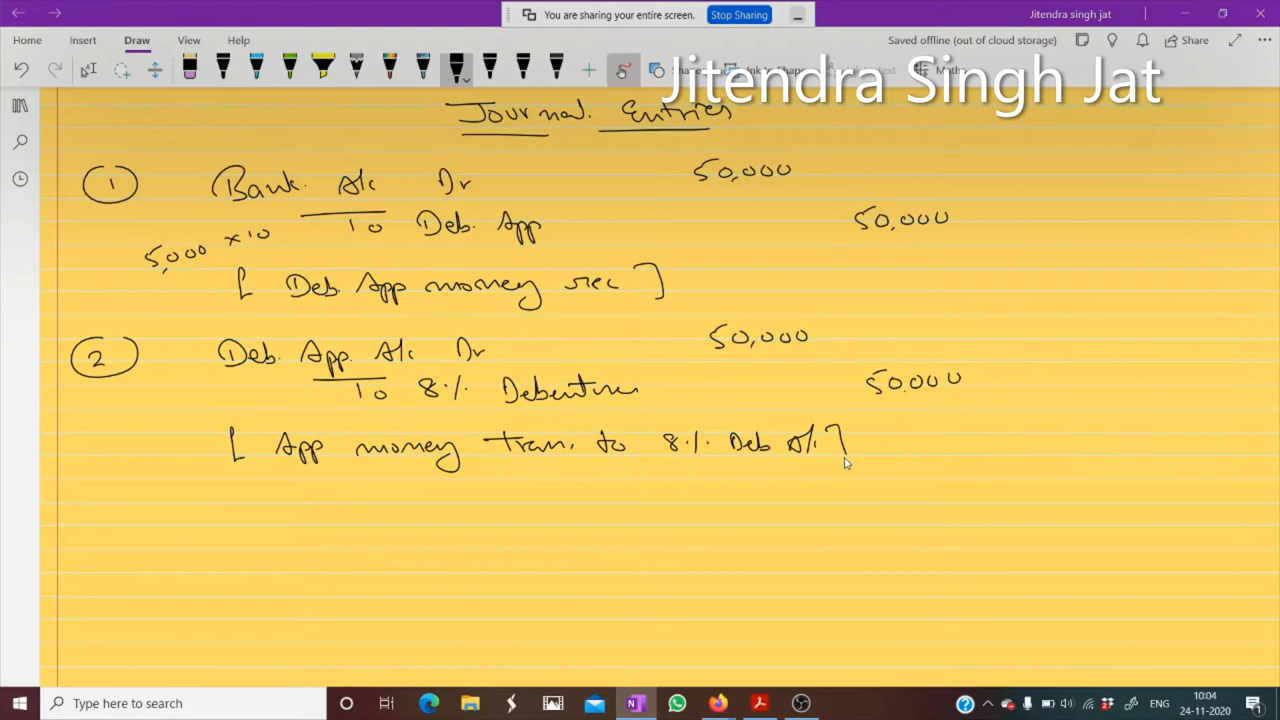 You are sharing your entire screen. Stop Sharing
Jitendra singh jat
Home Insert Draw View Help
Saved offline (out of cloud storage) Share
Jitendra Singh Jat
Journal Entries
1 Bank A/c Dr 50,000
To Deb. App 50,000
5,000 x 10
[ Deb. App money rec ]
2 Deb. App. A/c Dr 50,000
To 8% Debentures 50.000
[ App money tran. to 8% Deb A/c ]
Type here to search
ENG
10:04
24-11-2020